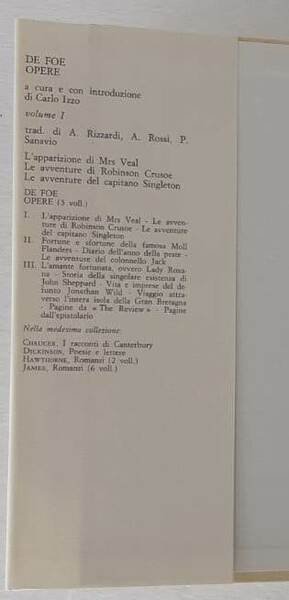 DE FOE
OPERE
a cura e con introduzione
di Carlo Izzo
volume I
trad. di A. Rizzardi, A. Rossi, P.
Sanavio
L'apparizione di Mrs Veal
Le avventure di Robinson Crusoe
Le avventure del capitano Singleton
DE FOE
OPERE (3 voll.)
I. L'apparizione di Mrs Veal - Le avven-
ture di Robinson Crusoe - Le avventure
del capitano Singleton
II. Fortune e sfortune della famosa Moll
Flanders - Diario dell'anno della peste -
Le avventure del colonnello Jack
III. L'amante fortunata, ovvero Lady Roxa-
na - Storia della singolare esistenza di
John Sheppard - Vita e imprese del de-
funto Jonathan Wild - Viaggio attra-
verso l'intera isola della Gran Bretagna
- Pagine da «The Review» - Pagine
dall'epistolario
Nella medesima collezione:
CHAUCER, I racconti di Canterbury
DICKINSON, Poesie e lettere
HAWTHORNE, Romanzi (2 voll.)
JAMES, Romanzi (6 voll.)